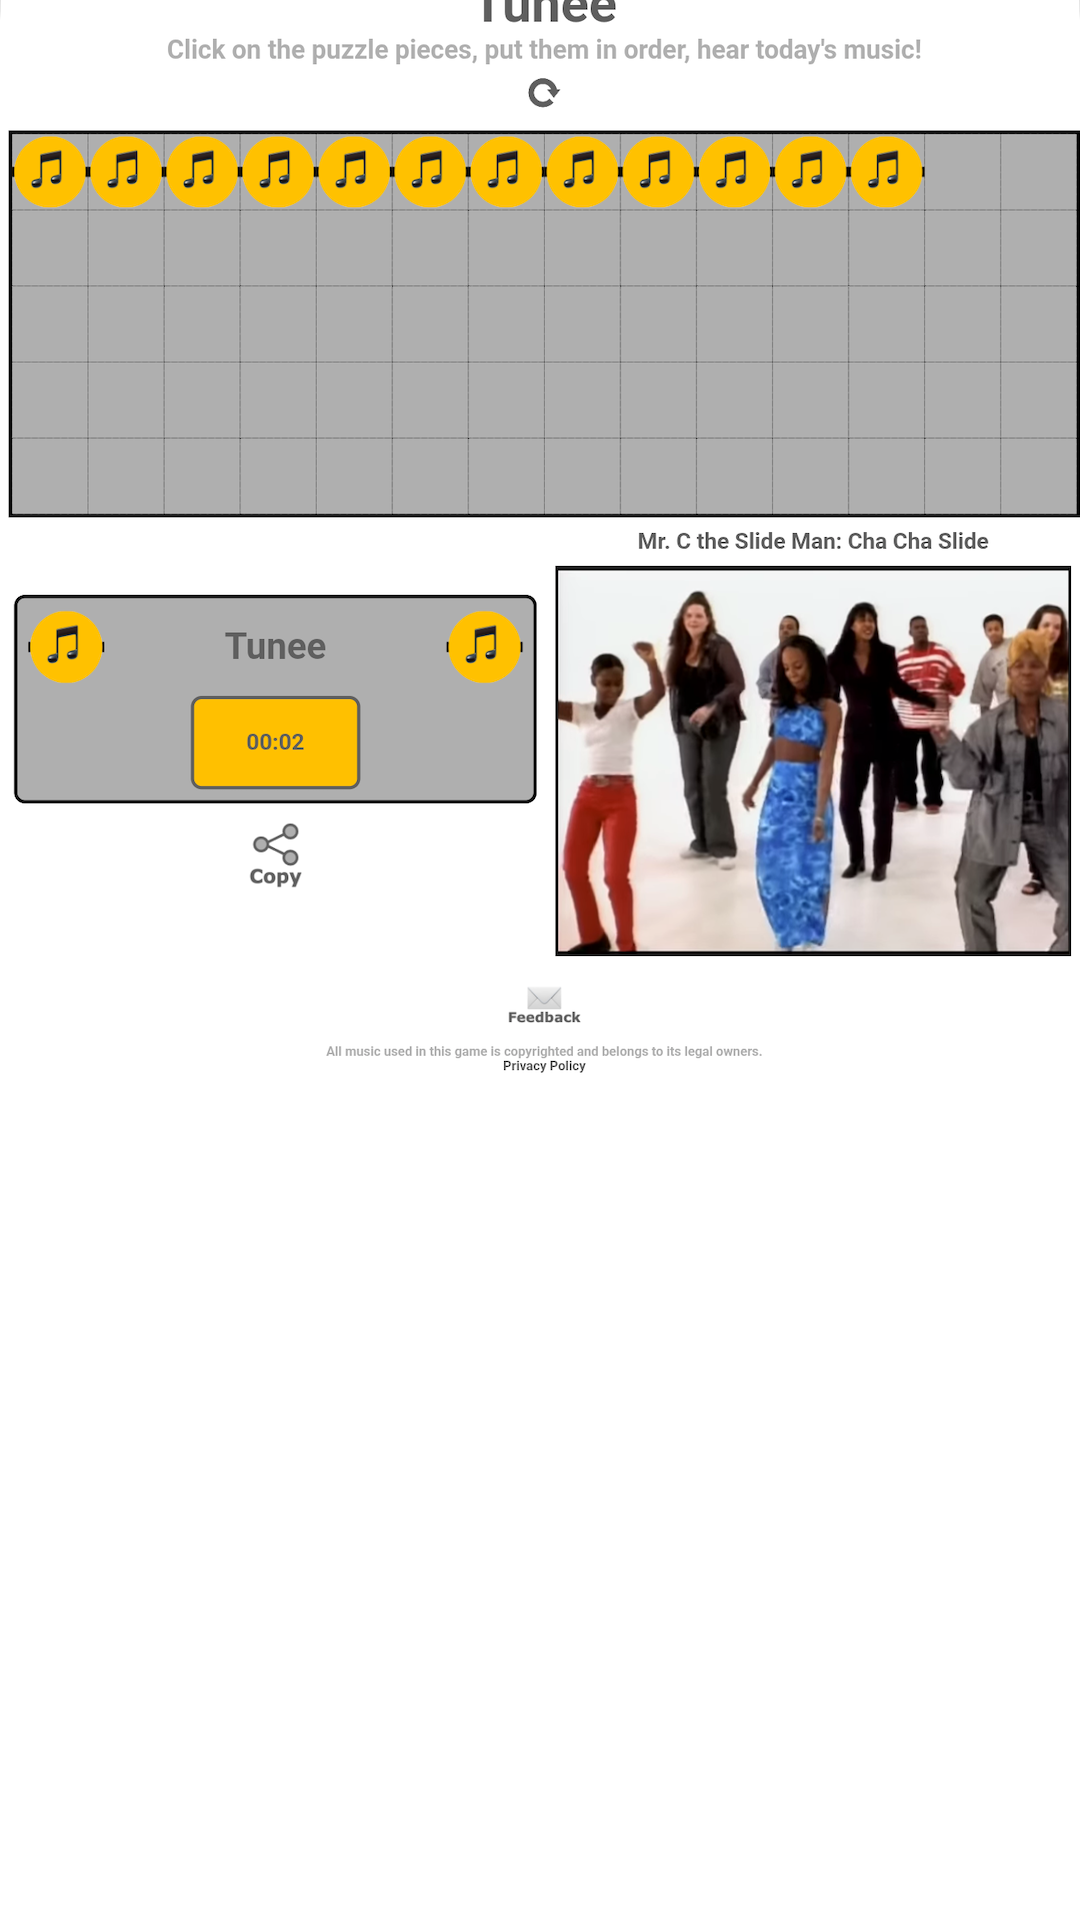 Tunee
Click on the puzzle pieces, put them in order, hear today's music!
Mr. C the Slide Man: Cha Cha Slide
Tunee
00:02
Copy
Feedback
All music used in this game is copyrighted and belongs to its legal owners.
Privacy Policy